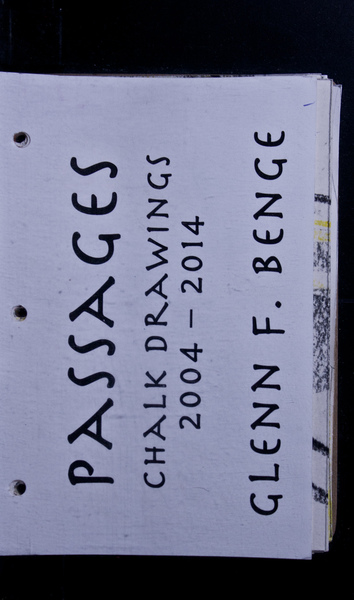 PASSAGES
CHALK DRAWINGS
2004 – 2014
GLENN F. BENGE